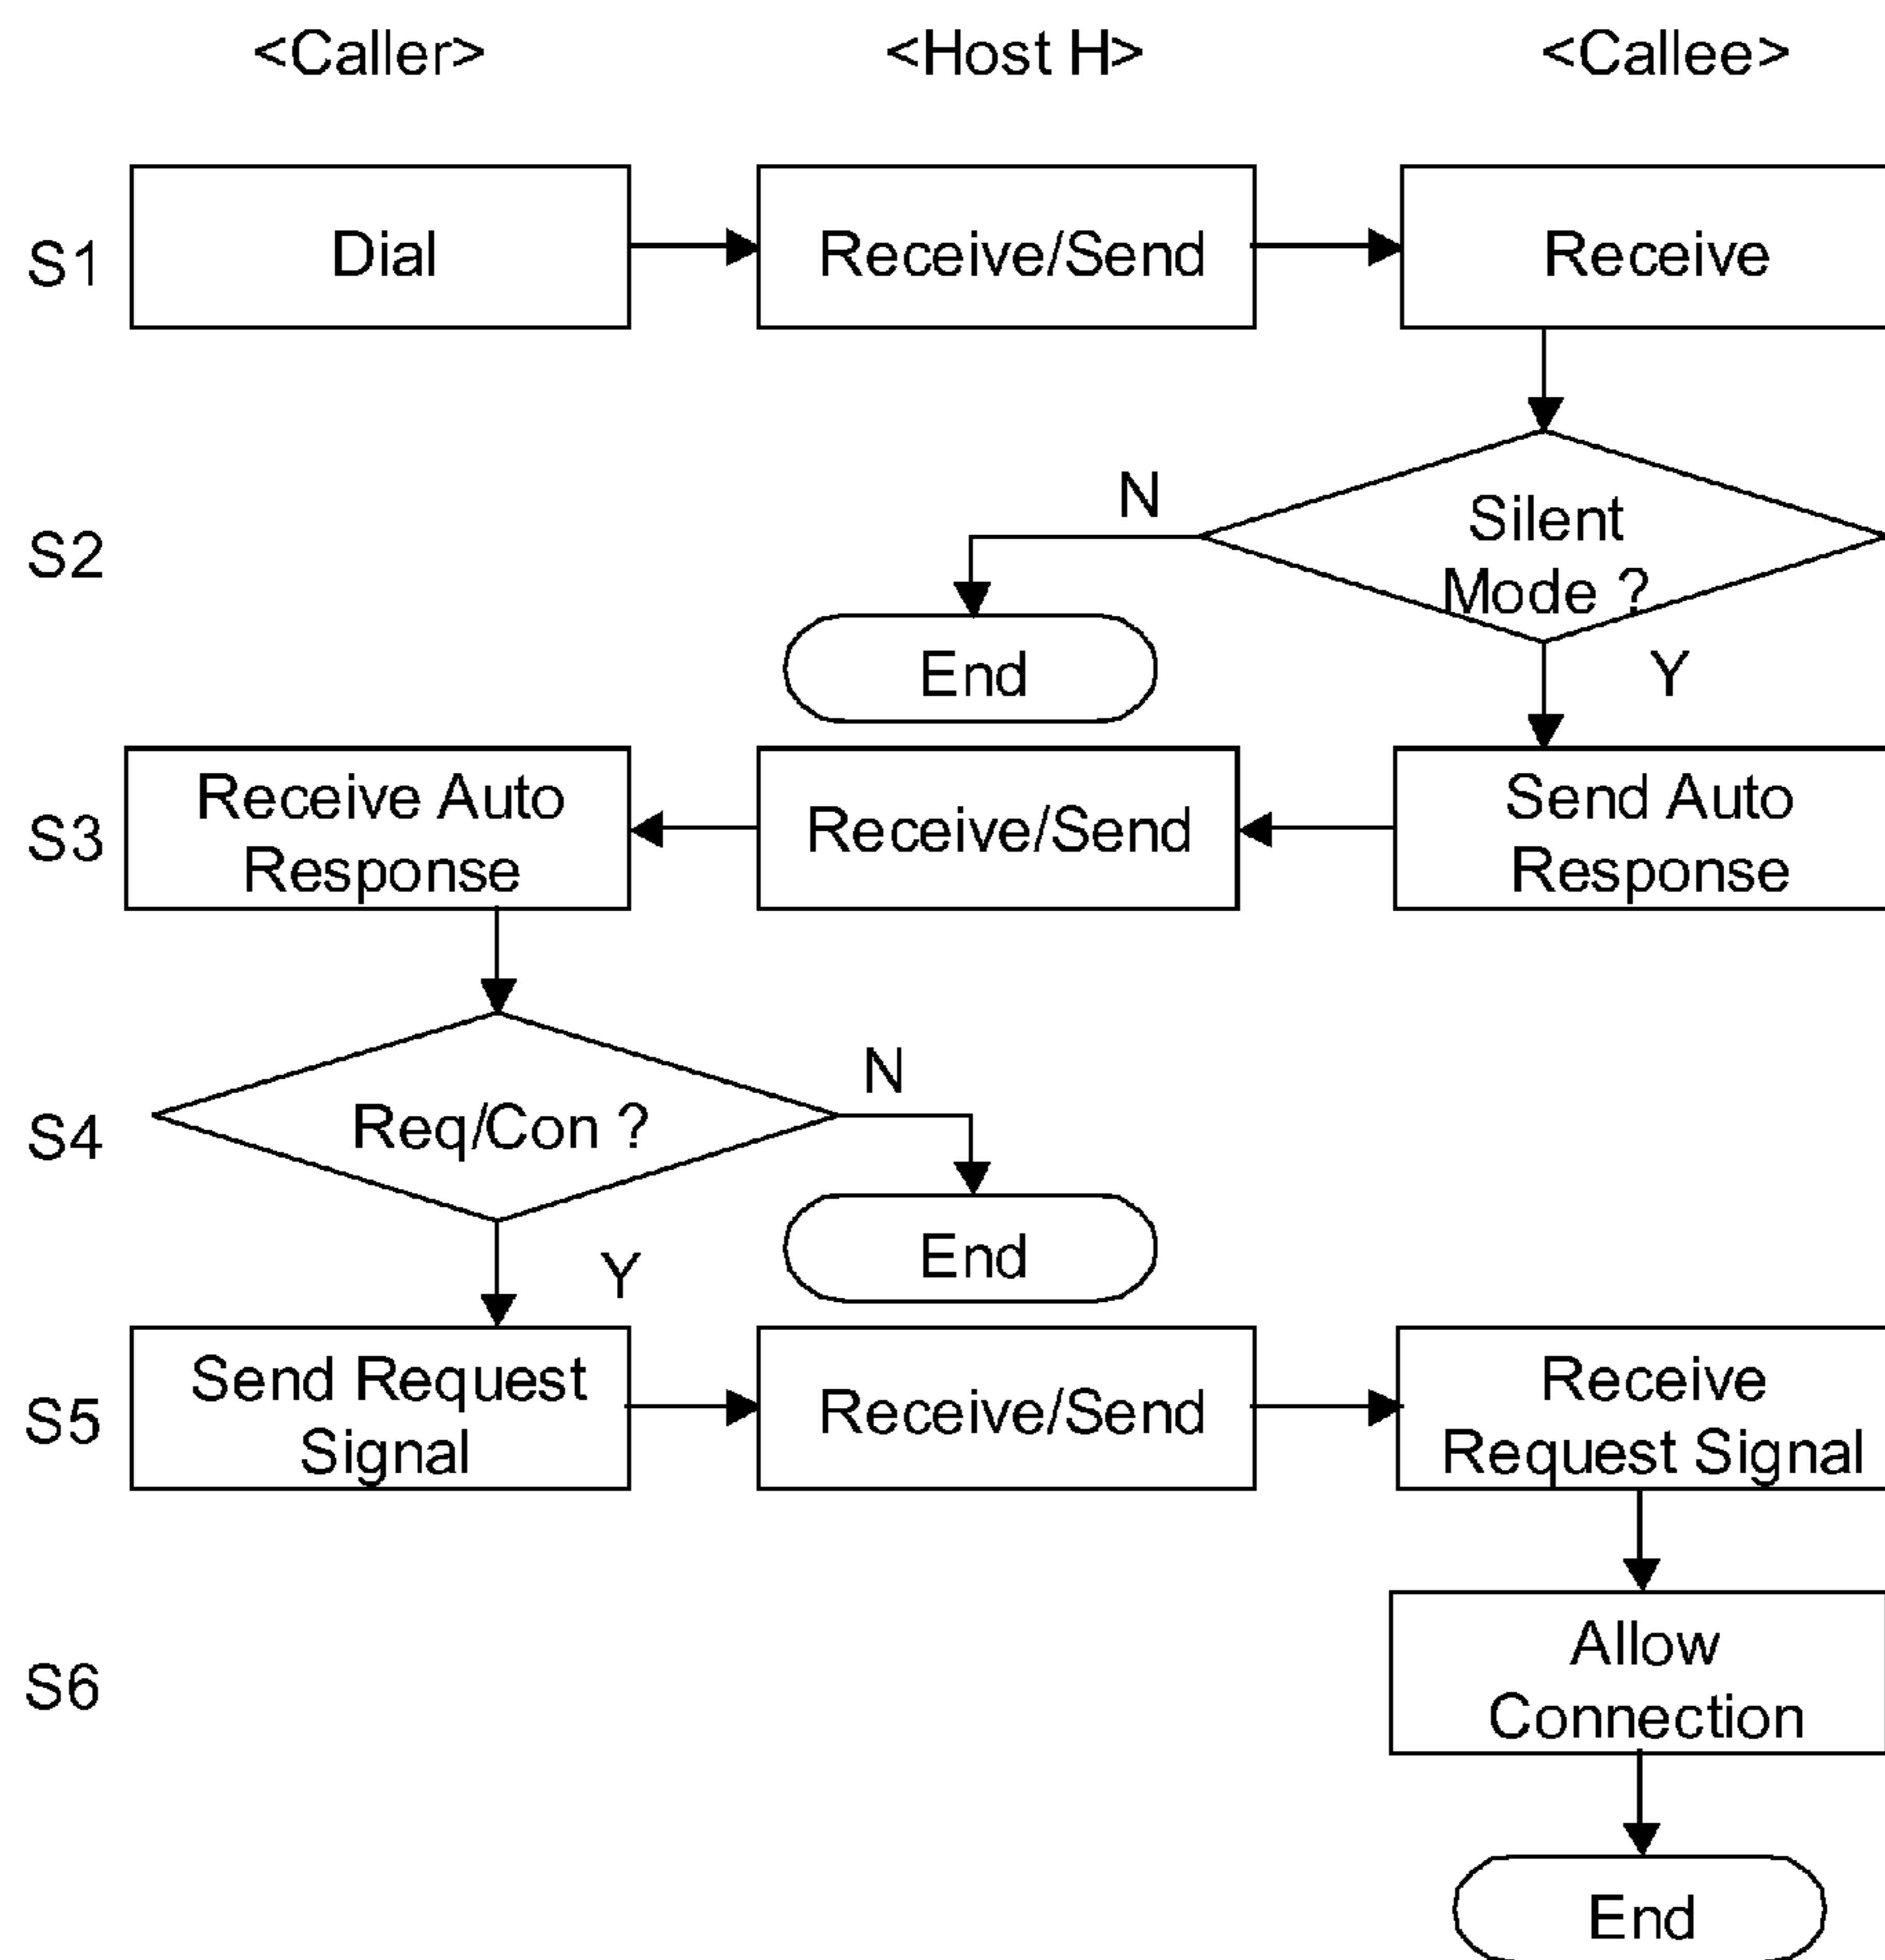 <Caller>
<Host H>
<Callee>
S1
Dial
Receive/Send
Receive
S2
N
Silent
Mode ?
End
Y
S3
Receive Auto
Response
Receive/Send
Send Auto
Response
S4
Req/Con ?
N
End
Y
S5
Send Request
Signal
Receive/Send
Receive
Request Signal
S6
Allow
Connection
End